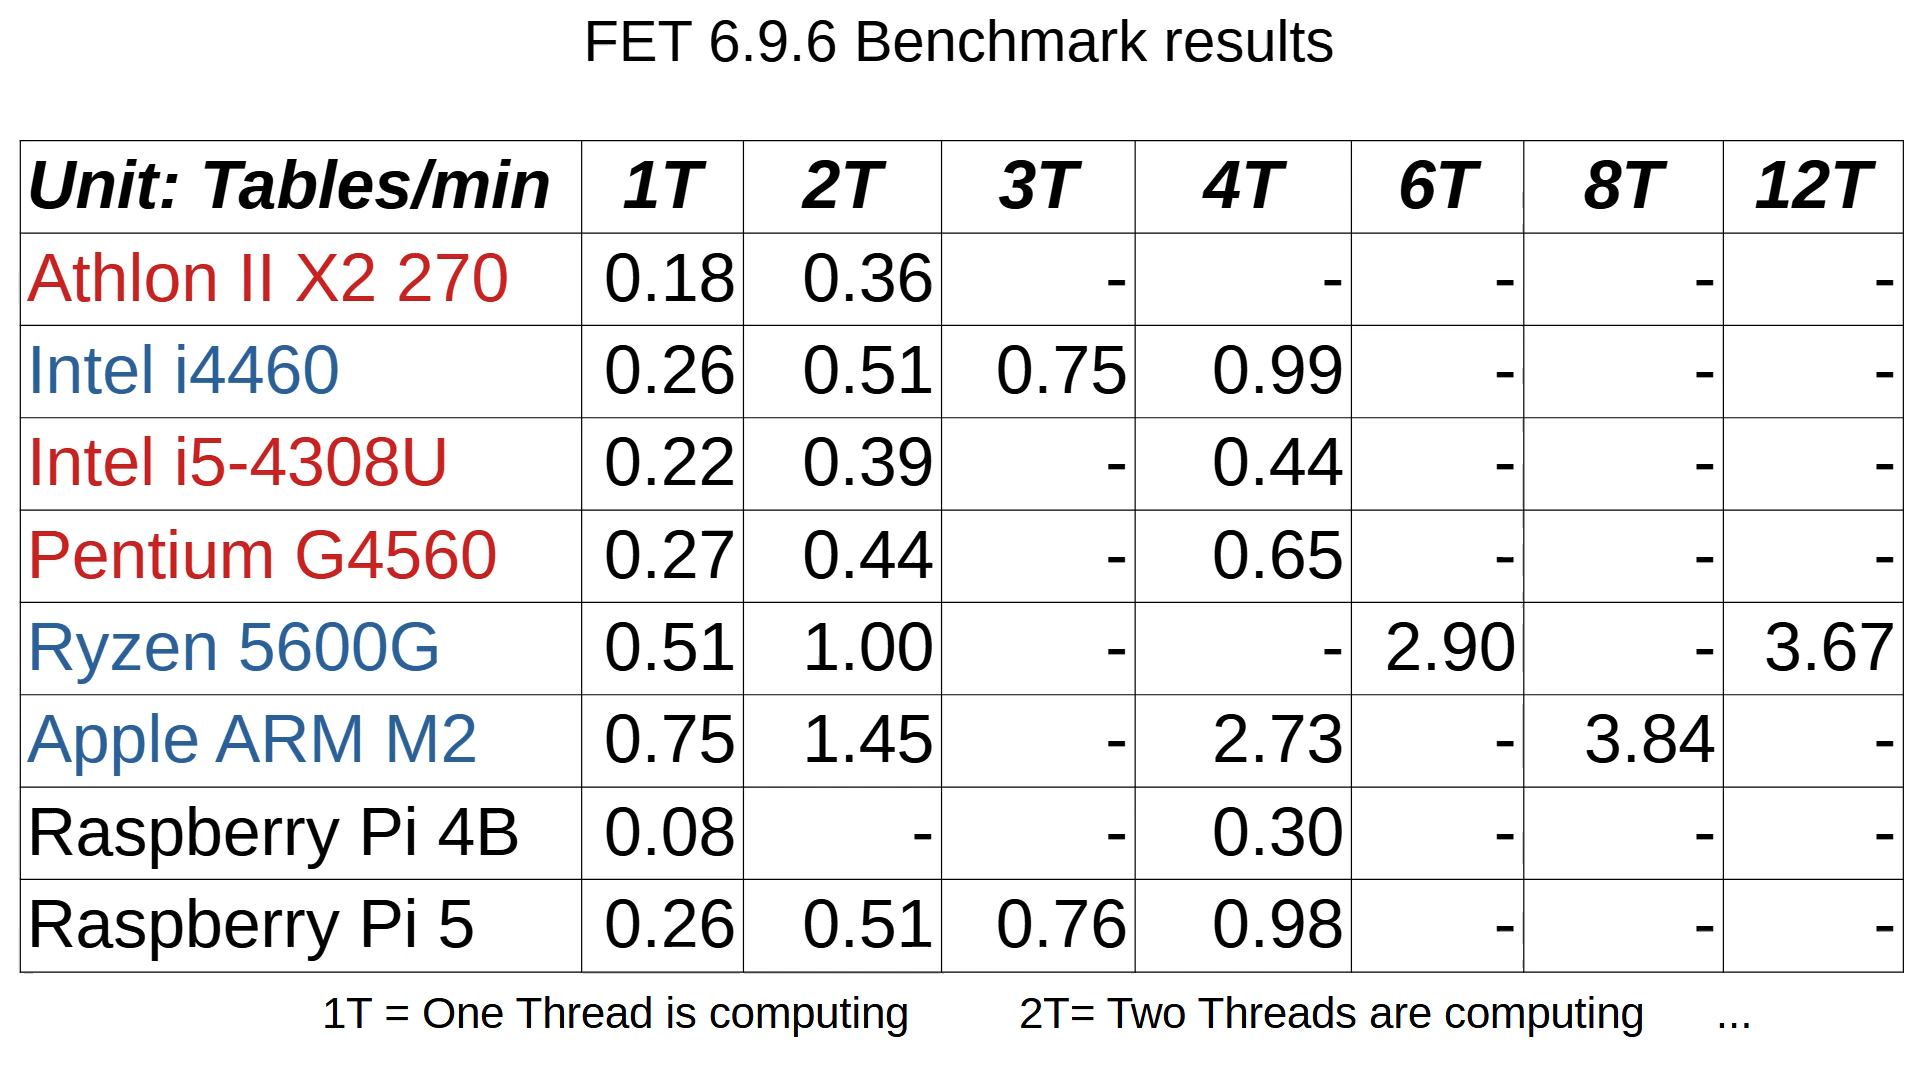 FET 6.9.6 Benchmark results
Unit: Tables/min 1T 2T 3T 4T 6T 8T 12T
Athlon II X2 270 0.18 0.36 - - - - -
Intel i4460 0.26 0.51 0.75 0.99 - - -
Intel i5-4308U 0.22 0.39 - 0.44 - - -
Pentium G4560 0.27 0.44 - 0.65 - - -
Ryzen 5600G 0.51 1.00 - - 2.90 - 3.67
Apple ARM M2 0.75 1.45 - 2.73 - 3.84 -
Raspberry Pi 4B 0.08 - - 0.30 - - -
Raspberry Pi 5 0.26 0.51 0.76 0.98 - - -
1T = One Thread is computing 2T= Two Threads are computing ...